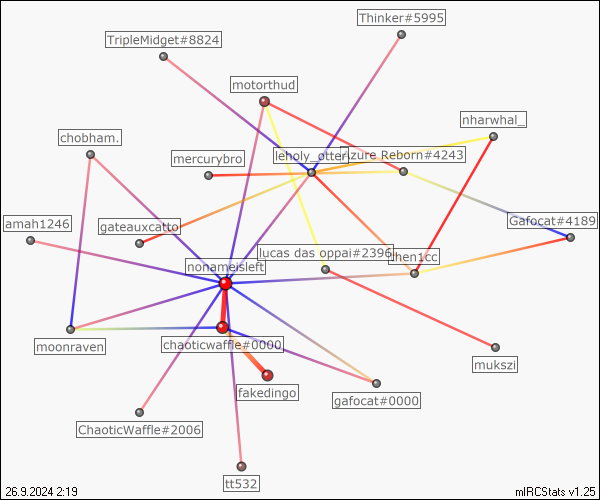 Thinker#5995
TripleMidget#8824
motorthud
nharwhal_
chobham.
mercurybro
leholy_otter
Azure Reborn#4243
amah1246
gateauxcatto
Gafocat#4189
lucas das oppai#2396
then1cc
nonameisleft
moonraven
chaoticwaffle#0000
mukszi
fakedingo
gafocat#0000
ChaoticWaffle#2006
tt532
26.9.2024 2:19
mIRCStats v1.25